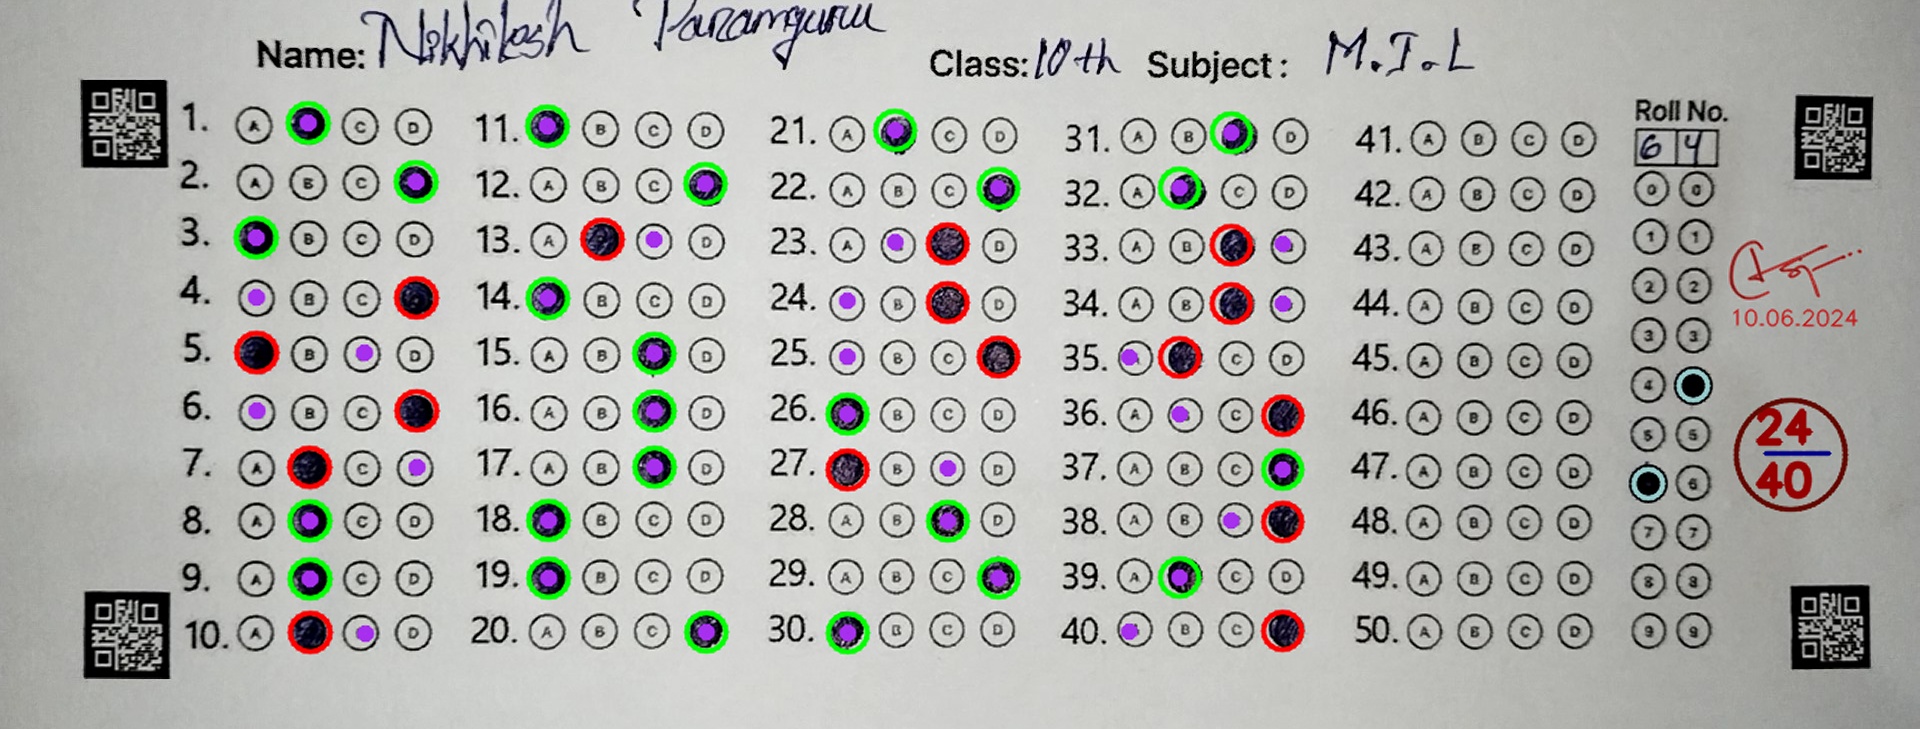 Name: Nikhilesh Paramguru
Class: 10th Subject: M.I.L
1. A C D 11. B C D 21. A C D 31. A B D 41. A B C D Roll No.
6 4
2. A B C 12. A B C 22. A B C 32. A C D 42. A B C D 0 0
3. B C D 13. A D 23. A D 33. A B 43. A B C D 1 1
4. B C 14. B C D 24. B D 34. A B 44. A B C D 2 2
10.06.2024
5. B D 15. A B D 25. B C 35. C D 45. A B C D 3 3
4
6. B C 16. A B D 26. B C D 36. A C 46. A B C D 5 5
24
40
7. A C 17. A B D 27. B D 37. A B C 47. A B C D 6
8. A C D 18. B C D 28. A B D 38. A B 48. A B C D 7 7
9. A C D 19. B C D 29. A B C 39. A C D 49. A B C D 8 8
10. A D 20. A B C 30. B C D 40. B C 50. A B C D 9 9